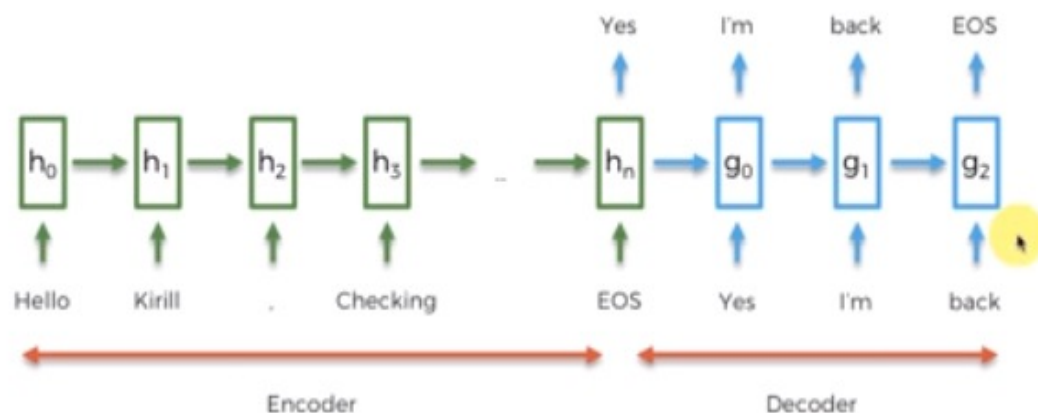 Yes I'm back EOS
h₀ h₁ h₂ h₃ ... hₙ g₀ g₁ g₂
Hello Kirill , Checking EOS Yes I'm back
Encoder Decoder